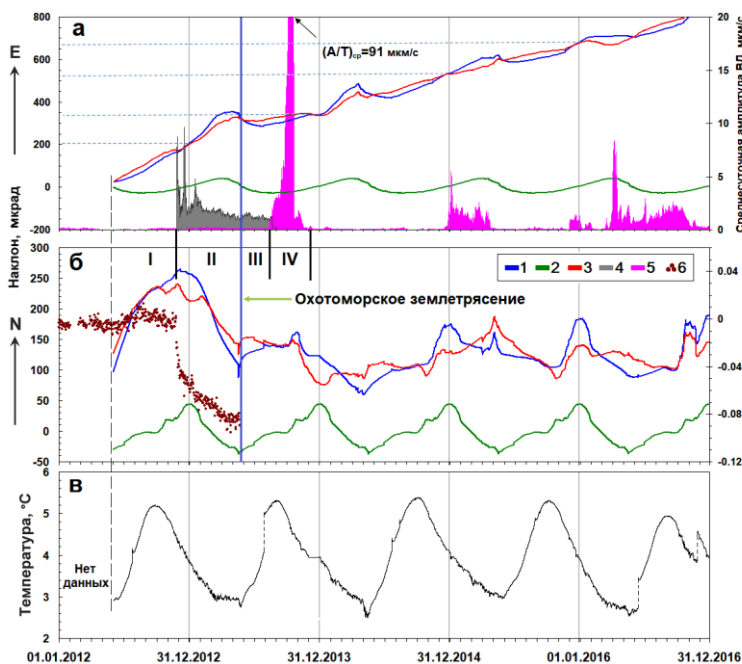 а
E
(A/T)ср=91 мкм/с
800
600
400
200
0
-200
20
15
10
5
0
Наклон, мкрад
Среднесуточная амплитуда ВД, мкм/с
б
I II III IV
1 2 3 4 5 6
Охотоморское землетрясение
N
300
250
200
150
100
50
0
-50
0.04
0
-0.04
-0.08
-0.12
в
Температура, °С
6
5
4
3
2
Нет данных
01.01.2012 31.12.2012 31.12.2013 31.12.2014 01.01.2016 31.12.2016